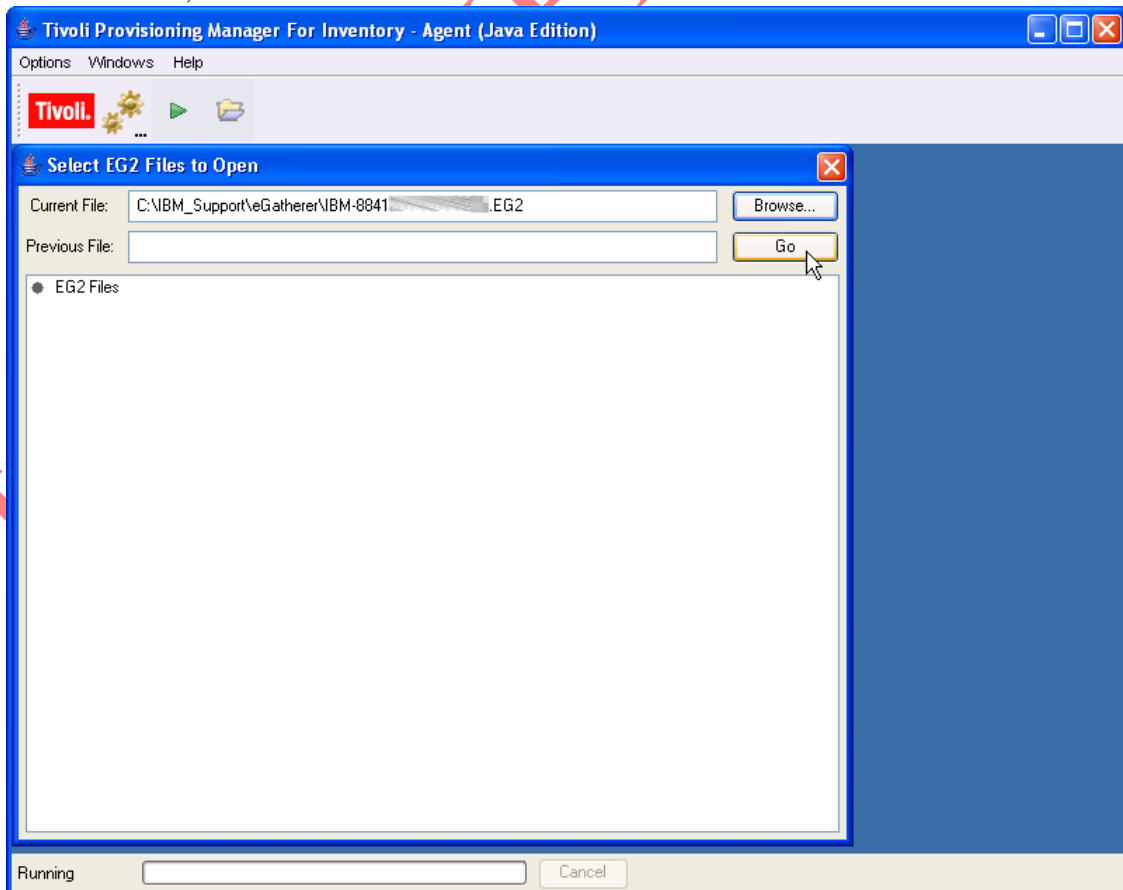 Tivoli Provisioning Manager For Inventory - Agent (Java Edition)
Options Windows Help
Tivoli. ...
Select EG2 Files to Open
Current File: C:\IBM_Support\eGatherer\IBM-8841 .EG2 Browse...
Previous File: Go
EG2 Files
Running Cancel